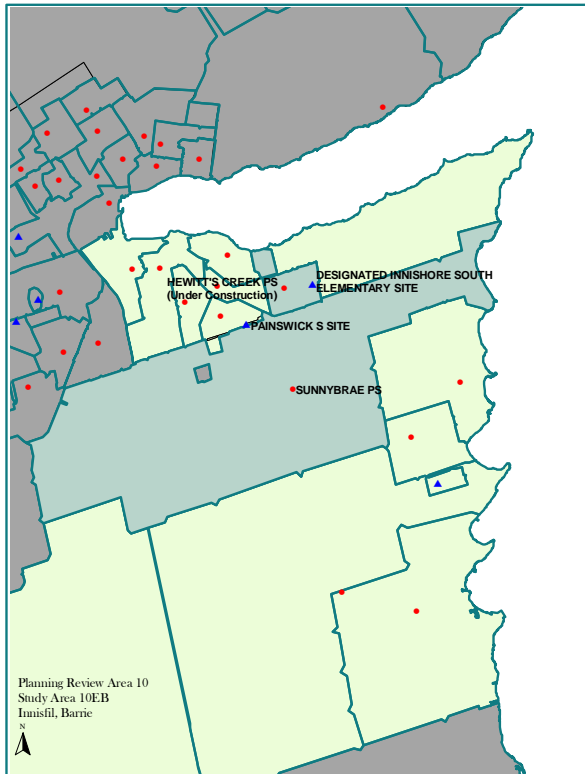 DESIGNATED INNISHORE SOUTH
ELEMENTARY SITE
HEWITT'S CREEK PS
(Under Construction)
PAINSWICK S SITE
SUNNYBRAE PS
Planning Review Area 10
Study Area 10EB
Innisfil, Barrie
N